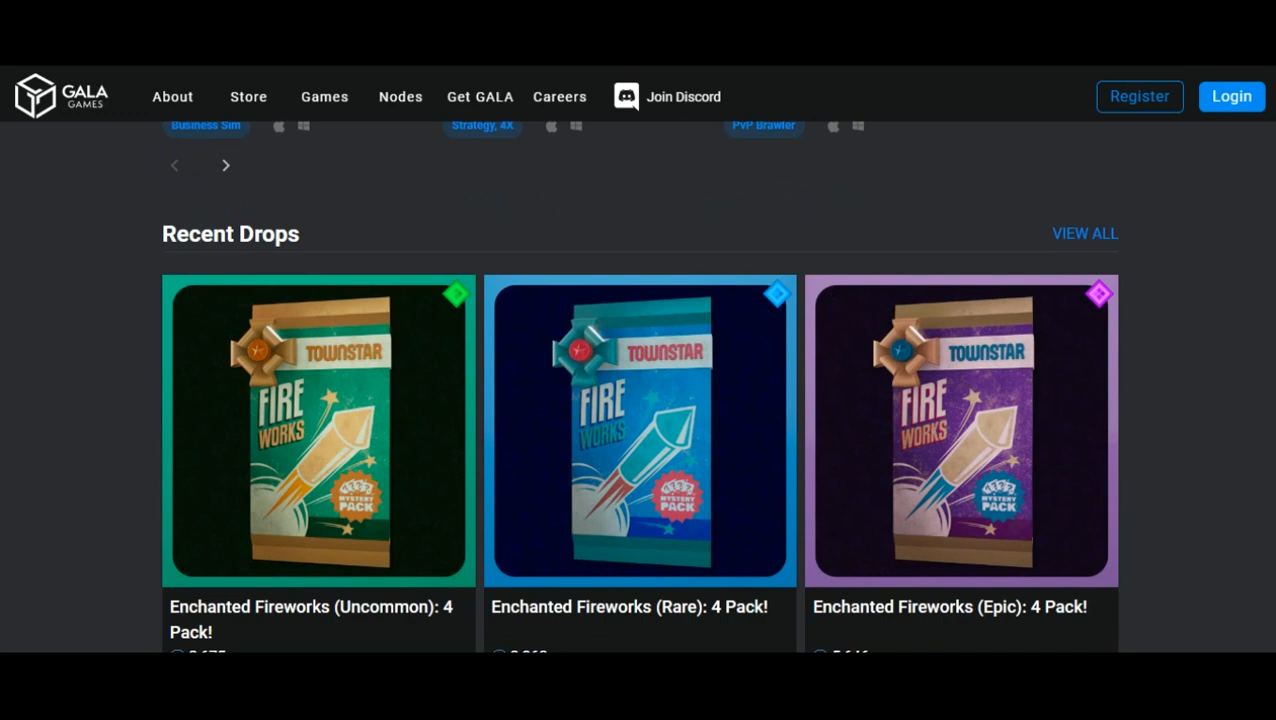 GALA
GAMES
About
Store
Games
Nodes
Get GALA
Careers
Join Discord
Register
Login
Business Sim
Strategy, 4X
PvP Brawler
Recent Drops
VIEW ALL
TOWNSTAR
FIRE
WORKS
MYSTERY
PACK
TOWNSTAR
FIRE
WORKS
MYSTERY
PACK
TOWNSTAR
FIRE
WORKS
MYSTERY
PACK
Enchanted Fireworks (Uncommon): 4
Pack!
Enchanted Fireworks (Rare): 4 Pack!
Enchanted Fireworks (Epic): 4 Pack!